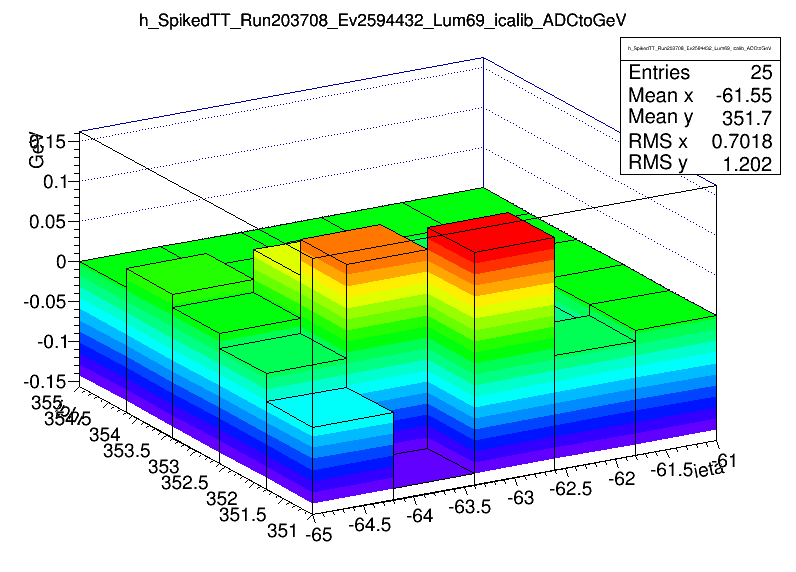 h_SpikedTT_Run203708_Ev2594432_Lum69_icalib_ADCtoGeV
h_SpikedTT_Run203708_Ev2594432_Lum69_icalib_ADCtoGeV
Entries 25
Mean x -61.55
Mean y 351.7
RMS x 0.7018
RMS y 1.202
GeV
0.15
0.1
0.05
0
-0.05
-0.1
-0.15
355
354.5
354
353.5
353
352.5
352
351.5
351
-65
-64.5
-64
-63.5
-63
-62.5
-62
-61.5
-61
ieta